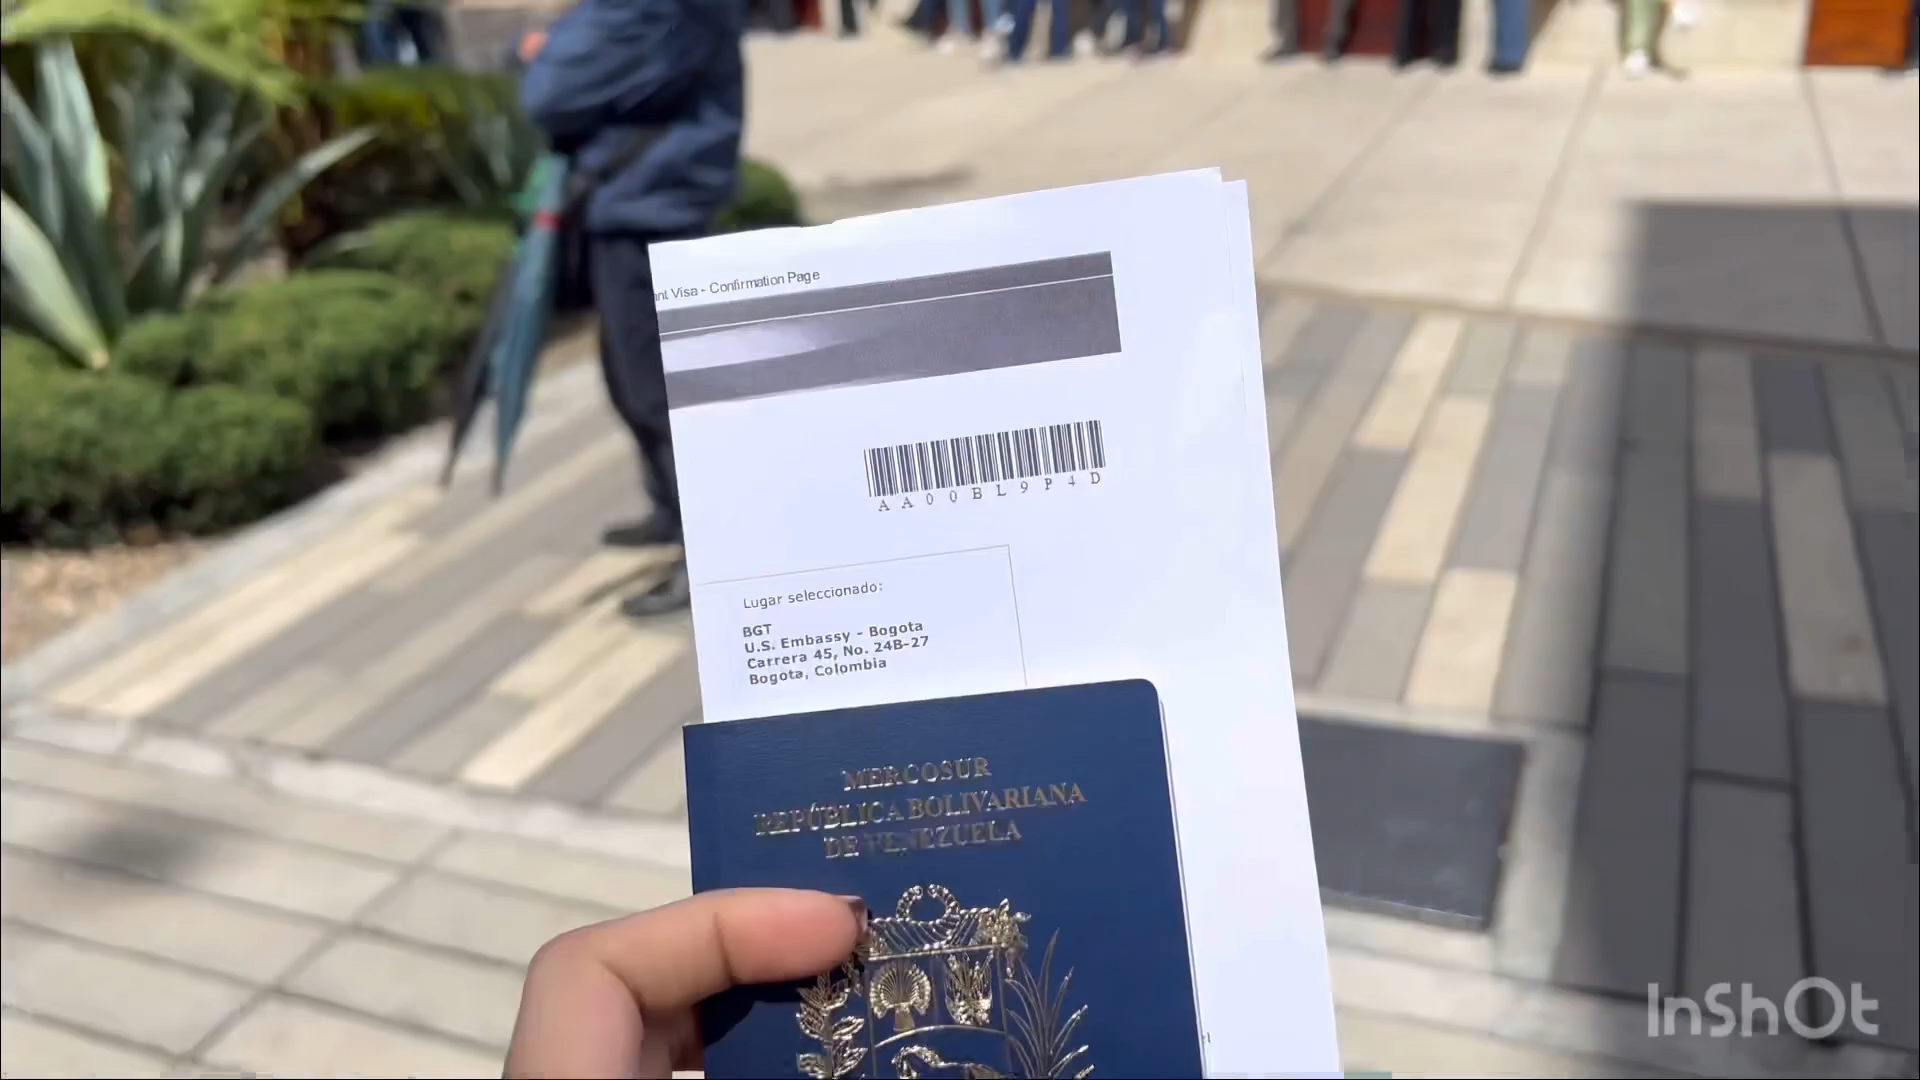 nt Visa - Confirmation Page
AA00BL9P4D
Lugar seleccionado:
BGT
U.S. Embassy - Bogota
Carrera 45, No. 24B-27
Bogota, Colombia
MERCOSUR
REPÚBLICA BOLIVARIANA
DE VENEZUELA
InShOt